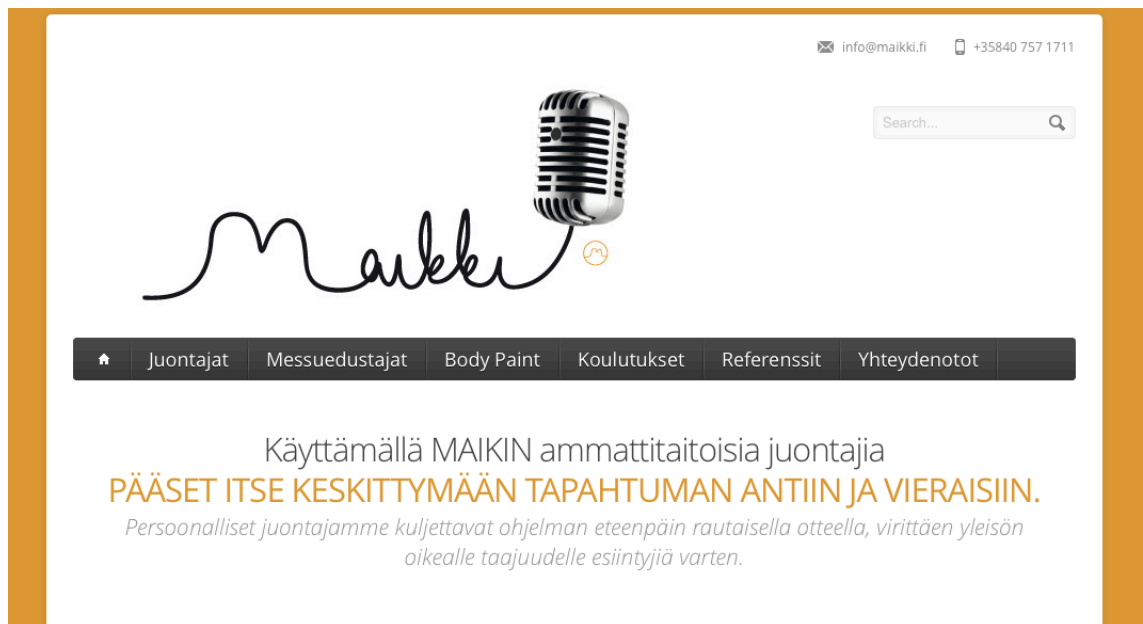 info@maikki.fi +35840 757 1711
Search...
Maikki
Juontajat Messuedustajat Body Paint Koulutukset Referenssit Yhteydenotot
Käyttämällä MAIKIN ammattitaitoisia juontajia
PÄÄSET ITSE KESKITTYMÄÄN TAPAHTUMAN ANTIIN JA VIERAISIIN.
Persoonalliset juontajamme kuljettavat ohjelman eteenpäin rautaisella otteella, virittäen yleisön
oikealle taajuudelle esiintyjiä varten.